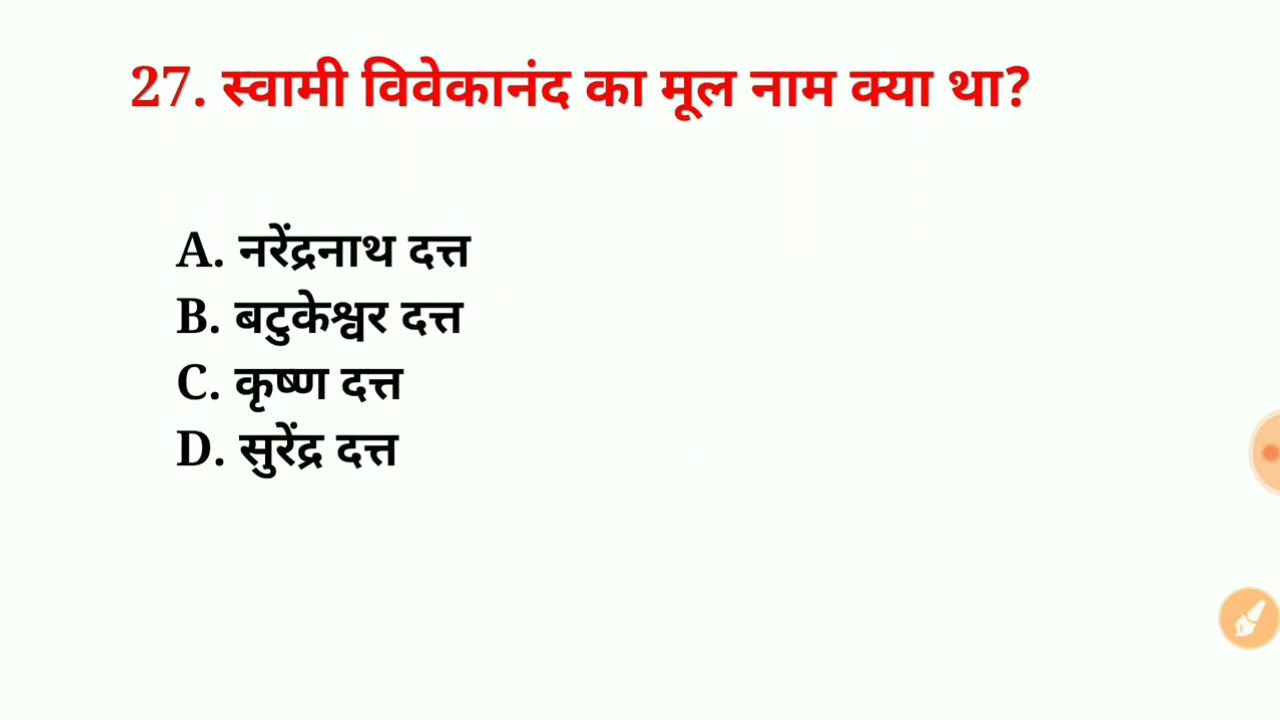 27. स्वामी विवेकानंद का मूल नाम क्या था?
A. नरेंद्रनाथ दत्त
B. बटुकेश्वर दत्त
C. कृष्ण दत्त
D. सुरेंद्र दत्त